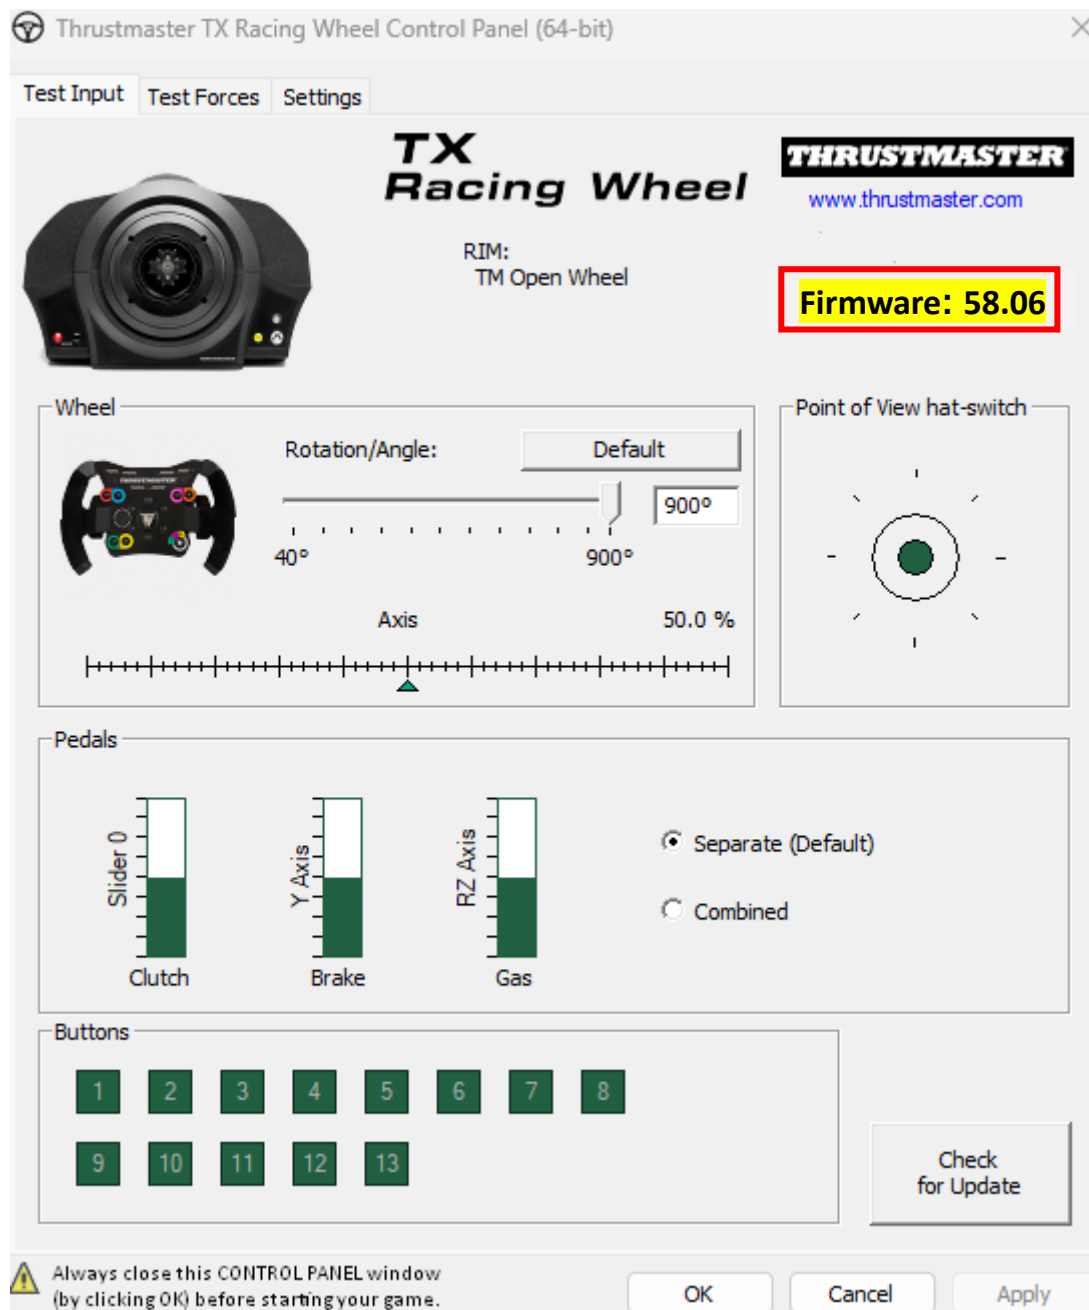 Thrustmaster TX Racing Wheel Control Panel (64-bit)
Test Input Test Forces Settings
TX
Racing Wheel
THRUSTMASTER
www.thrustmaster.com
RIM:
TM Open Wheel
Firmware: 58.06
Wheel
Rotation/Angle:
Default
900°
40°
900°
Axis
50.0 %
Point of View hat-switch
Pedals
Slider 0
Clutch
Y Axis
Brake
RZ Axis
Gas
Separate (Default)
Combined
Buttons
1 2 3 4 5 6 7 8
9 10 11 12 13
Check
for Update
Always close this CONTROL PANEL window
(by clicking OK) before starting your game.
OK
Cancel
Apply